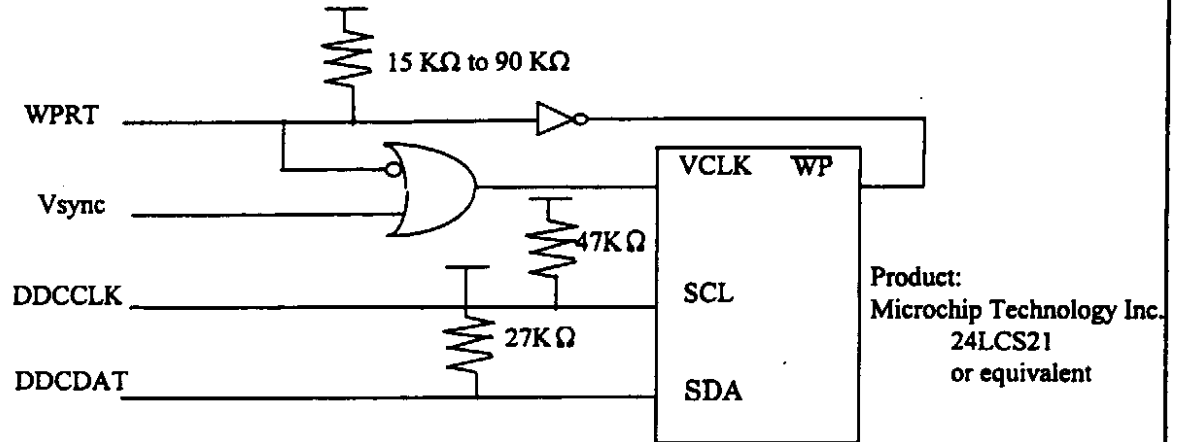 15 KΩ to 90 KΩ
WPRT
VCLK WP
Vsync
47K Ω
DDCCLK
SCL
Product:
Microchip Technology Inc.
24LCS21
or equivalent
27K Ω
DDCDAT
SDA